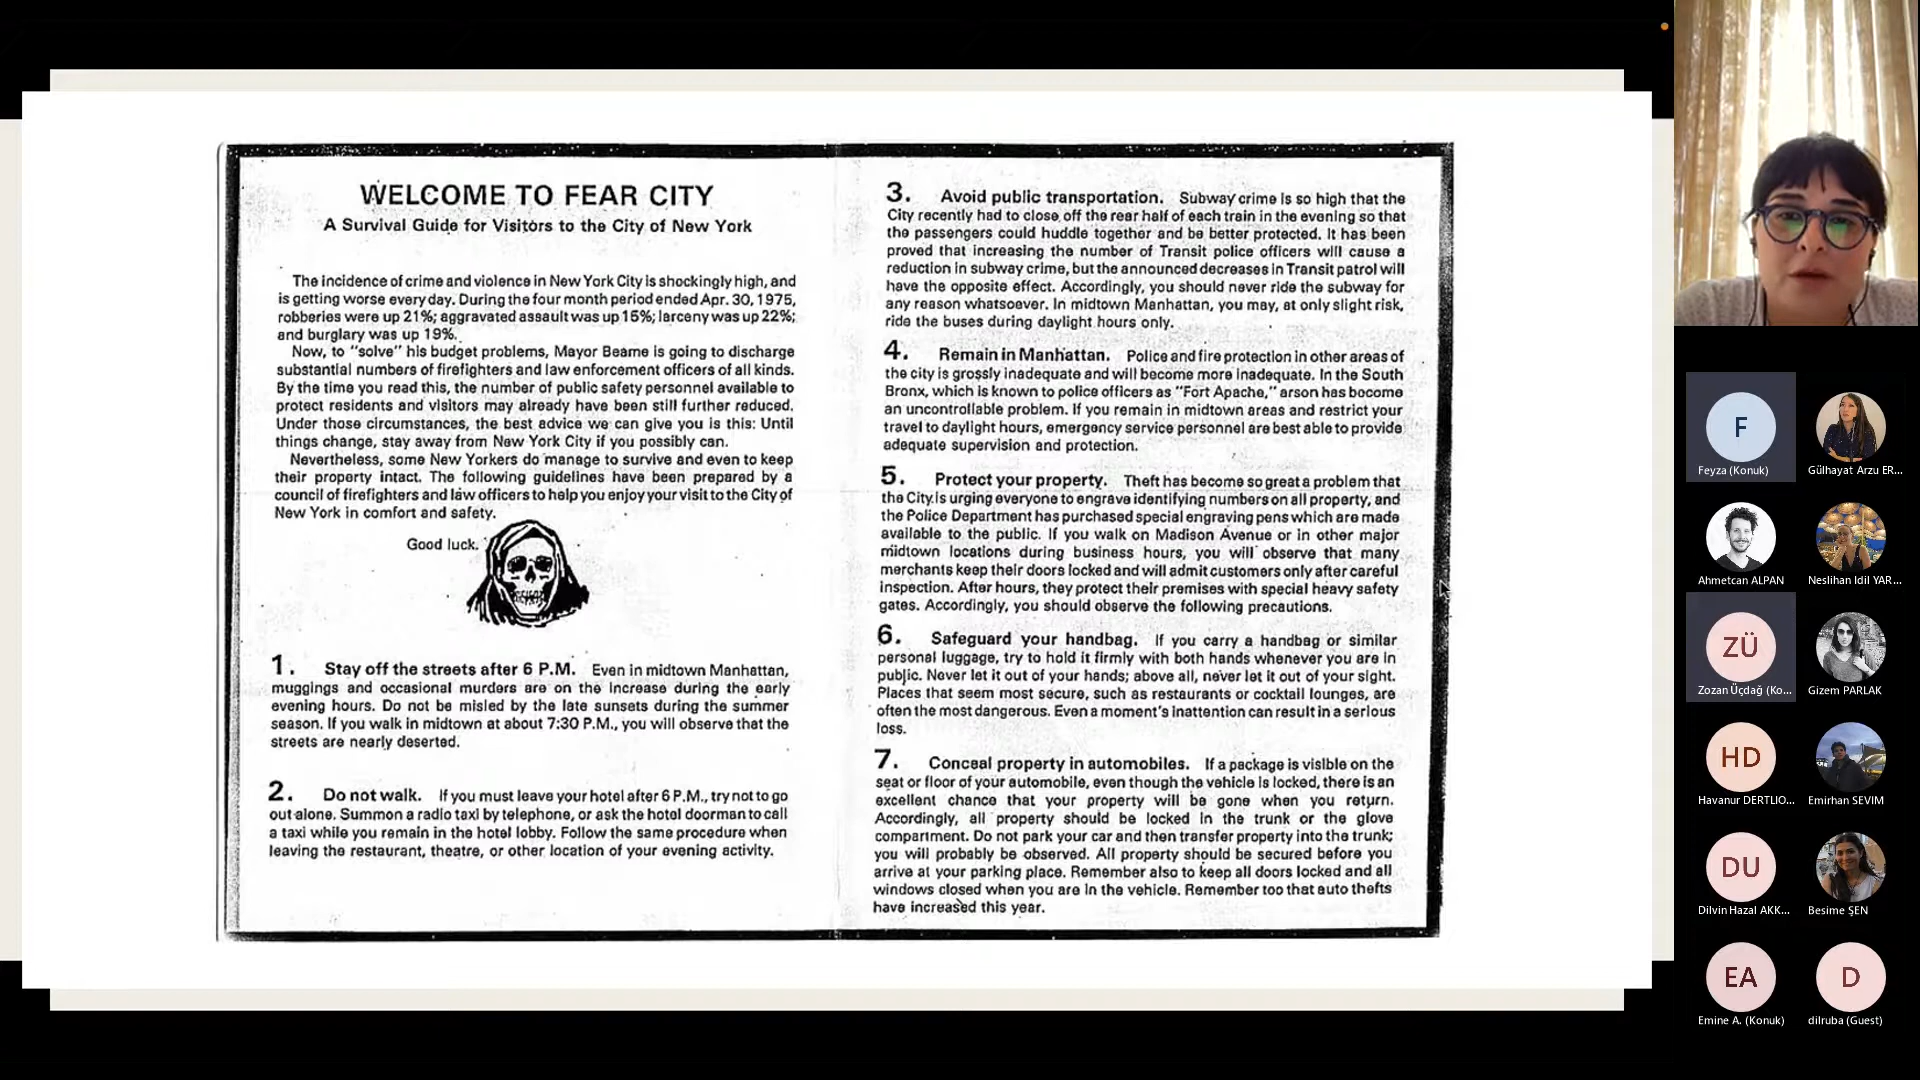 WELCOME TO FEAR CITY
A Survival Guide for Visitors to the City of New York
The incidence of crime and violence in New York City is shockingly high, and
is getting worse every day. During the four month period ended Apr. 30, 1975,
robberies were up 21%; aggravated assault was up 15%; larceny was up 22%;
and burglary was up 19%.
Now, to "solve" his budget problems, Mayor Beame is going to discharge
substantial numbers of firefighters and law enforcement officers of all kinds.
By the time you read this, the number of public safety personnel available to
protect residents and visitors may already have been still further reduced.
Under those circumstances, the best advice we can give you is this: Until
things change, stay away from New York City if you possibly can.
Nevertheless, some New Yorkers do manage to survive and even to keep
their property intact. The following guidelines have been prepared by a
council of firefighters and law officers to help you enjoy your visit to the City of
New York in comfort and safety.
Good luck.
1. Stay off the streets after 6 P.M. Even in midtown Manhattan,
muggings and occasional murders are on the increase during the early
evening hours. Do not be misled by the late sunsets during the summer
season. If you walk in midtown at about 7:30 P.M., you will observe that the
streets are nearly deserted.
2. Do not walk. If you must leave your hotel after 6 P.M., try not to go
out alone. Summon a radio taxi by telephone, or ask the hotel doorman to call
a taxi while you remain in the hotel lobby. Follow the same procedure when
leaving the restaurant, theatre, or other location of your evening activity.
3. Avoid public transportation. Subway crime is so high that the
City recently had to close off the rear half of each train in the evening so that
the passengers could huddle together and be better protected. It has been
proved that increasing the number of Transit police officers will cause a
reduction in subway crime, but the announced decreases in Transit patrol will
have the opposite effect. Accordingly, you should never ride the subway for
any reason whatsoever. In midtown Manhattan, you may, at only slight risk,
ride the buses during daylight hours only.
4. Remain in Manhattan. Police and fire protection in other areas of
the city is grossly inadequate and will become more inadequate. In the South
Bronx, which is known to police officers as "Fort Apache," arson has become
an uncontrollable problem. If you remain in midtown areas and restrict your
travel to daylight hours, emergency service personnel are best able to provide
adequate supervision and protection.
5. Protect your property. Theft has become so great a problem that
the City is urging everyone to engrave identifying numbers on all property, and
the Police Department has purchased special engraving pens which are made
available to the public. If you walk on Madison Avenue or in other major
midtown locations during business hours, you will observe that many
merchants keep their doors locked and will admit customers only after careful
inspection. After hours, they protect their premises with special heavy safety
gates. Accordingly, you should observe the following precautions.
6. Safeguard your handbag. If you carry a handbag or similar
personal luggage, try to hold it firmly with both hands whenever you are in
public. Never let it out of your hands; above all, never let it out of your sight.
Places that seem most secure, such as restaurants or cocktail lounges, are
often the most dangerous. Even a moment's inattention can result in a serious
loss.
7. Conceal property in automobiles. If a package is visible on the
seat or floor of your automobile, even though the vehicle is locked, there is an
excellent chance that your property will be gone when you return.
Accordingly, all property should be locked in the trunk or the glove
compartment. Do not park your car and then transfer property into the trunk;
you will probably be observed. All property should be secured before you
arrive at your parking place. Remember also to keep all doors locked and all
windows closed when you are in the vehicle. Remember too that auto thefts
have increased this year.
F
Feyza (Konuk)
Gülhayat Arzu ER...
Ahmetcan ALPAN
Neslihan Idil YAR...
ZÜ
Zozan Üçdağ (Ko...
Gizem PARLAK
HD
Havanur DERTLIO...
Emirhan SEVIM
DU
Dilvin Hazal AKK...
Besime ŞEN
EA
Emine A. (Konuk)
D
dilruba (Guest)